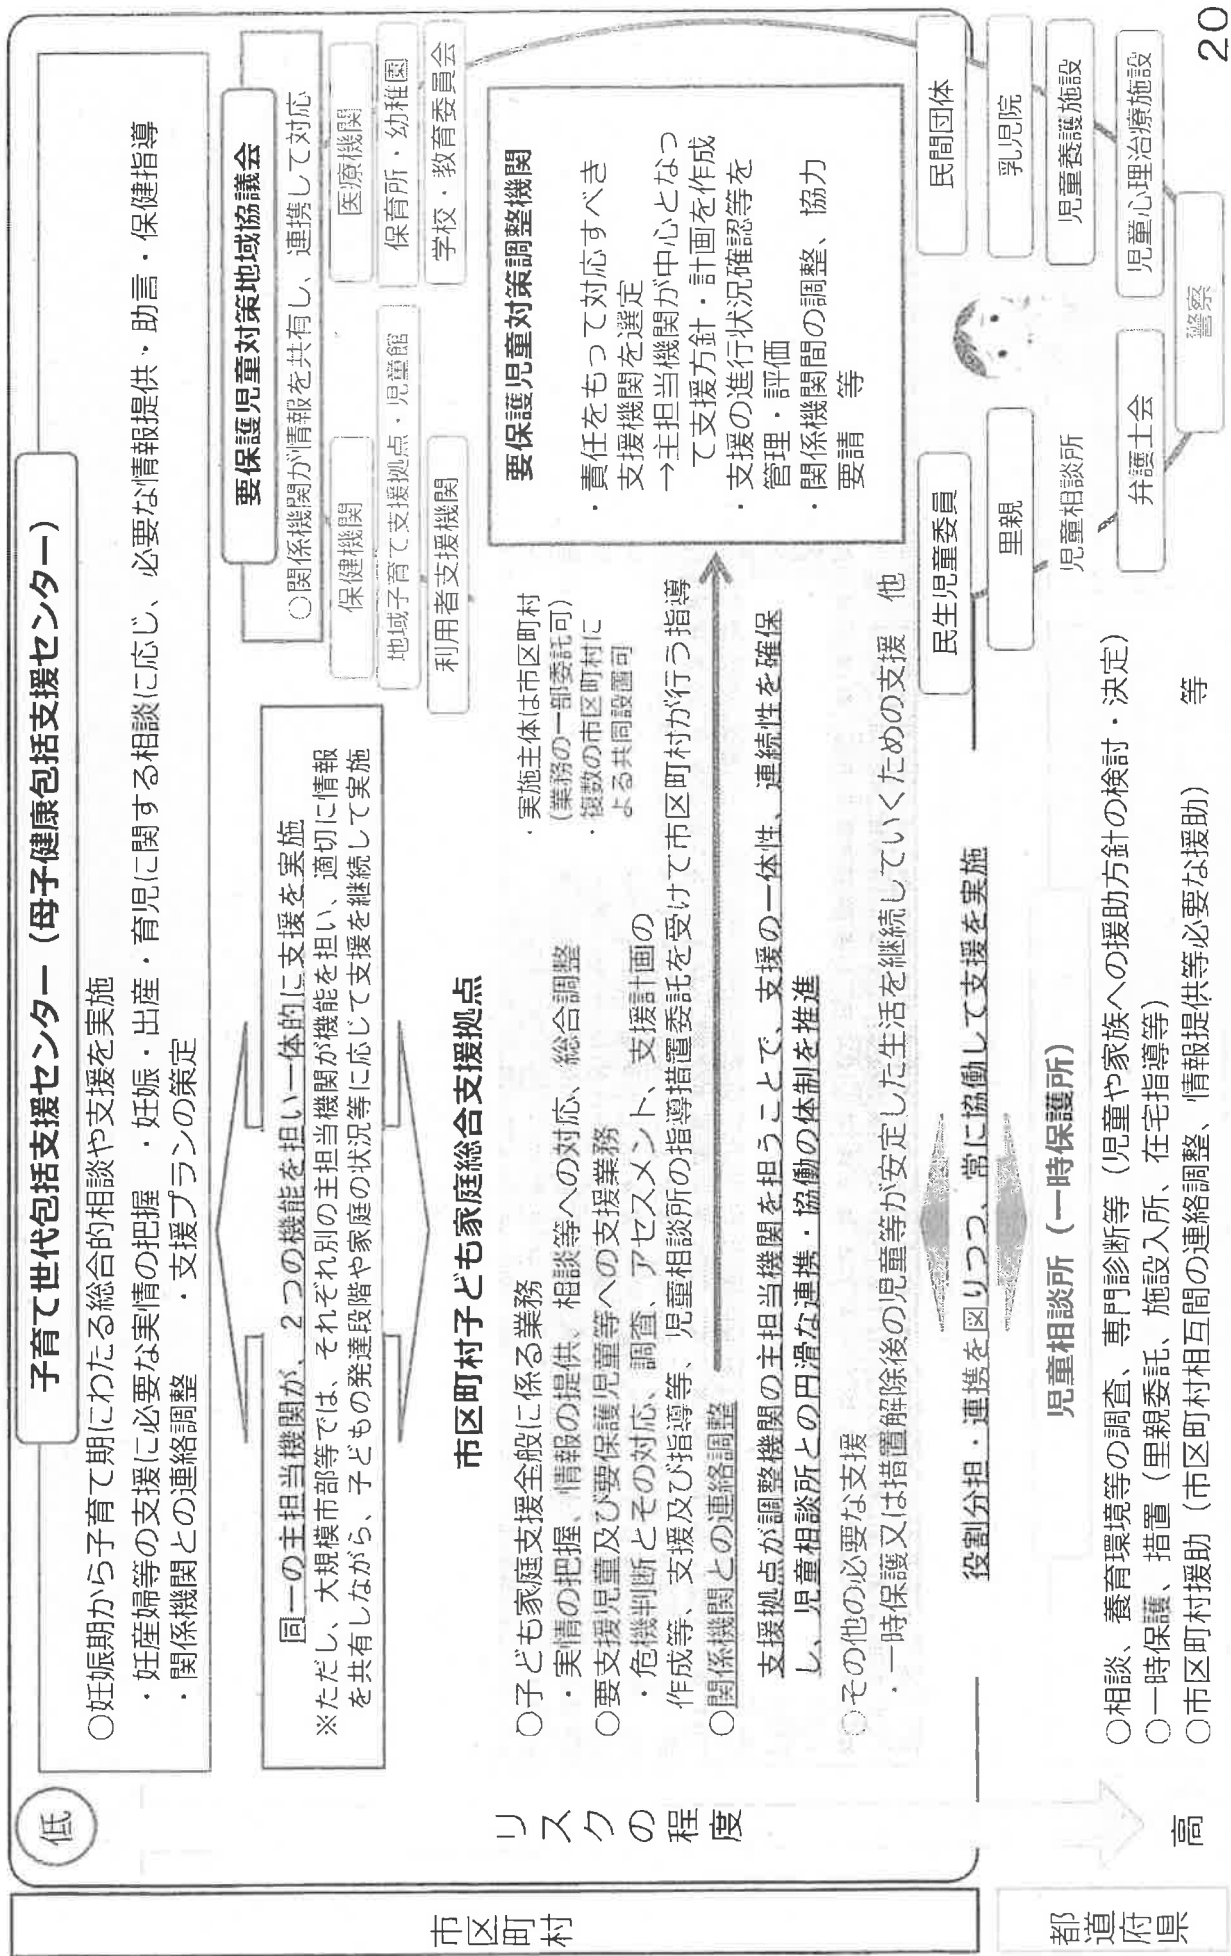 子育て世代包括支援センター（母子健康包括支援センター）
○妊娠期から子育て期にわたる総合的相談や支援を実施
・妊産婦等の支援に必要な実情の把握　・妊娠・出産・育児に関する相談に応じ、必要な情報提供・助言・保健指導
・関係機関との連絡調整　・支援プランの策定
低
リスクの程度
高
市区町村
都道府県
同一の主担当機関が、２つの機能を担い一体的に支援を実施
※ただし、大規模市部等では、それぞれ別の主担当機関が機能を担い、適切に情報
を共有しながら、子どもの発達段階や家庭の状況等に応じて支援を継続して実施
要保護児童対策地域協議会
○関係機関が情報を共有し、連携して対応
保健機関
医療機関
地域子育て支援拠点・児童館
保育所・幼稚園
利用者支援機関
学校・教育委員会
市区町村子ども家庭総合支援拠点
・実施主体は市区町村
（業務の一部委託可）
・複数の市区町村に
よる共同設置可
○子ども家庭支援全般に係る業務
・実情の把握、情報の提供、相談等への対応、総合調整
○要支援児童及び要保護児童等への支援業務
・危機判断とその対応、調査、アセスメント、支援計画の
作成等、支援及び指導等、児童相談所の指導措置委託を受けて市区町村が行う指導
○関係機関との連絡調整
支援拠点が調整機関の主担当機関を担うことで、支援の一体性、連続性を確保
し、児童相談所との円滑な連携・協働の体制を推進
○その他の必要な支援
・一時保護又は措置解除後の児童等が安定した生活を継続していくための支援　他
要保護児童対策調整機関
・責任をもって対応すべき
支援機関を選定
→主担当機関が中心となっ
て支援方針・計画を作成
・支援の進行状況確認等を
管理・評価
・関係機関間の調整、協力
要請　等
民生児童委員
民間団体
里親
乳児院
児童相談所
児童養護施設
弁護士会
児童心理治療施設
警察
役割分担・連携を図りつつ、常に協働して支援を実施
児童相談所（一時保護所）
○相談、養育環境等の調査、専門診断等（児童や家族への援助方針の検討・決定）
○一時保護、措置（里親委託、施設入所、在宅指導等）
○市区町村援助（市区町村相互間の連絡調整、情報提供等必要な援助）　等
20